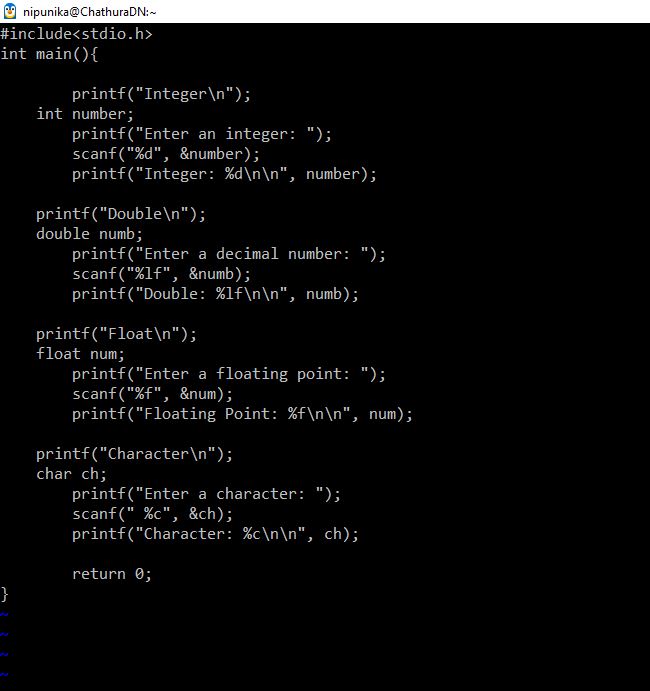 nipunika@ChathuraDN:~
#include<stdio.h>
int main(){
printf("Integer\n");
int number;
printf("Enter an integer: ");
scanf("%d", &number);
printf("Integer: %d\n\n", number);
printf("Double\n");
double numb;
printf("Enter a decimal number: ");
scanf("%lf", &numb);
printf("Double: %lf\n\n", numb);
printf("Float\n");
float num;
printf("Enter a floating point: ");
scanf("%f", &num);
printf("Floating Point: %f\n\n", num);
printf("Character\n");
char ch;
printf("Enter a character: ");
scanf(" %c", &ch);
printf("Character: %c\n\n", ch);
return 0;
}
~
~
~
~